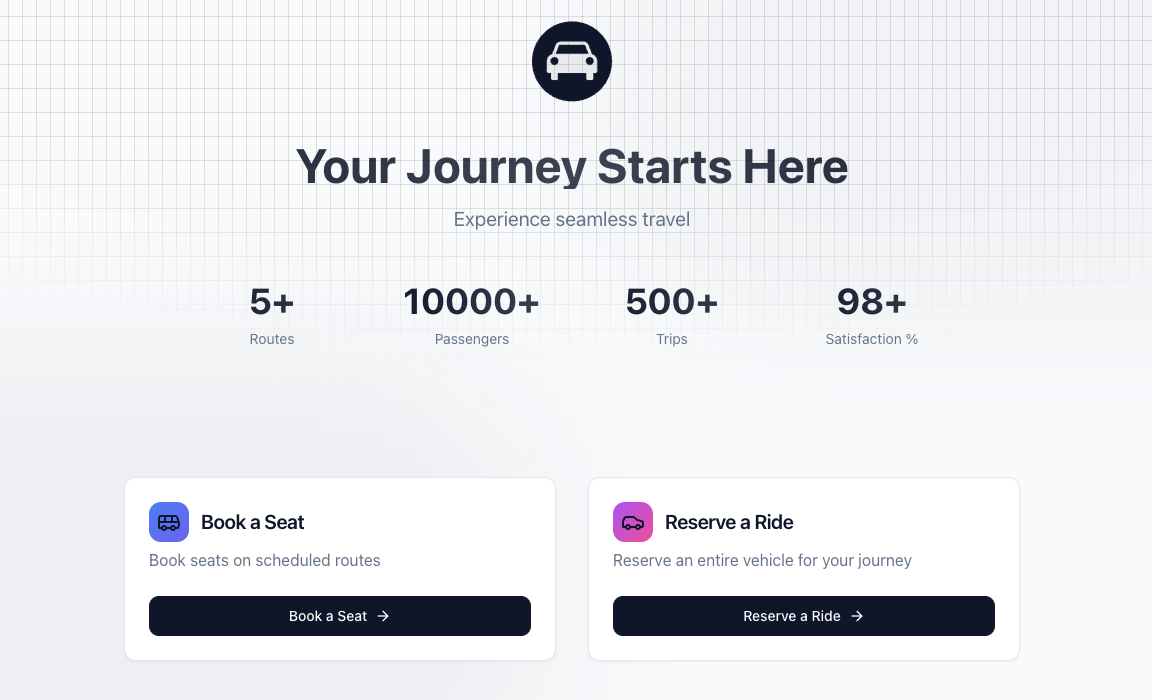 Your Journey Starts Here
Experience seamless travel
5+
Routes
10000+
Passengers
500+
Trips
98+
Satisfaction %
Book a Seat
Book seats on scheduled routes
Book a Seat →
Reserve a Ride
Reserve an entire vehicle for your journey
Reserve a Ride →